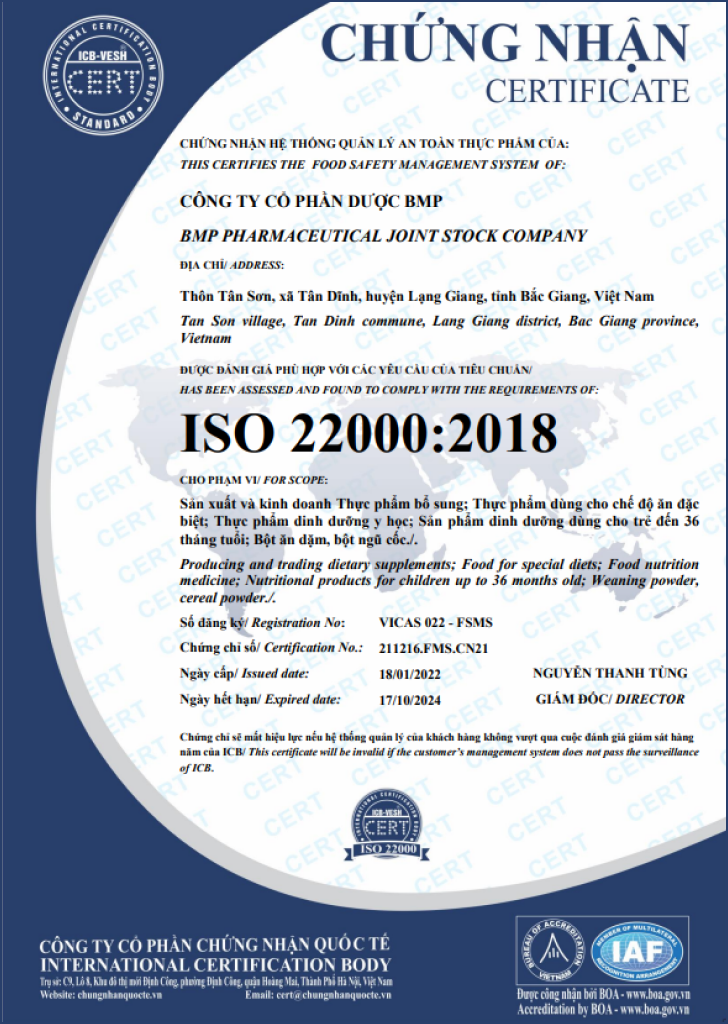 INTERNATIONAL CERTIFICATION BODY
ICB-VESH
CERT
STANDARD
CHỨNG NHẬN
CERTIFICATE
CHỨNG NHẬN HỆ THỐNG QUẢN LÝ AN TOÀN THỰC PHẨM CỦA:
THIS CERTIFIES THE FOOD SAFETY MANAGEMENT SYSTEM OF:
CÔNG TY CỔ PHẦN DƯỢC BMP
BMP PHARMACEUTICAL JOINT STOCK COMPANY
ĐỊA CHỈ/ ADDRESS:
Thôn Tân Sơn, xã Tân Dĩnh, huyện Lạng Giang, tỉnh Bắc Giang, Việt Nam
Tan Son village, Tan Dinh commune, Lang Giang district, Bac Giang province,
Vietnam
ĐƯỢC ĐÁNH GIÁ PHÙ HỢP VỚI CÁC YÊU CẦU CỦA TIÊU CHUẨN/
HAS BEEN ASSESSED AND FOUND TO COMPLY WITH THE REQUIREMENTS OF:
ISO 22000:2018
CHO PHẠM VI/ FOR SCOPE:
Sản xuất và kinh doanh Thực phẩm bổ sung; Thực phẩm dùng cho chế độ ăn đặc
biệt; Thực phẩm dinh dưỡng y học; Sản phẩm dinh dưỡng dùng cho trẻ đến 36
tháng tuổi; Bột ăn dặm, bột ngũ cốc./.
Producing and trading dietary supplements; Food for special diets; Food nutrition
medicine; Nutritional products for children up to 36 months old; Weaning powder,
cereal powder./.
Số đăng ký/ Registration No: VICAS 022 - FSMS
Chứng chỉ số/ Certification No.: 211216.FMS.CN21
Ngày cấp/ Issued date: 18/01/2022 NGUYỄN THANH TÙNG
Ngày hết hạn/ Expired date: 17/10/2024 GIÁM ĐỐC/ DIRECTOR
Chứng chỉ sẽ mất hiệu lực nếu hệ thống quản lý của khách hàng không vượt qua cuộc đánh giá giám sát hàng
năm của ICB/ This certificate will be invalid if the customer's management system does not pass the surveillance
of ICB.
INTERNATIONAL CERTIFICATION BODY
ICB-VESH
CERT
ISO 22000
CÔNG TY CỔ PHẦN CHỨNG NHẬN QUỐC TẾ
INTERNATIONAL CERTIFICATION BODY
Trụ sở: C9, Lô 8, Khu đô thị mới Định Công, phường Định Công, quận Hoàng Mai, Thành Phố Hà Nội, Việt Nam
Website: chungnhanquocte.vn Email: cert@chungnhanquocte.vn
BUREAU OF ACCREDITATION
VIETNAM
MEMBER OF MULTILATERAL
IAF
RECOGNITION ARRANGEMENT
Được công nhận bởi BOA - www.boa.gov.vn
Accreditation by BOA - www.boa.gov.vn